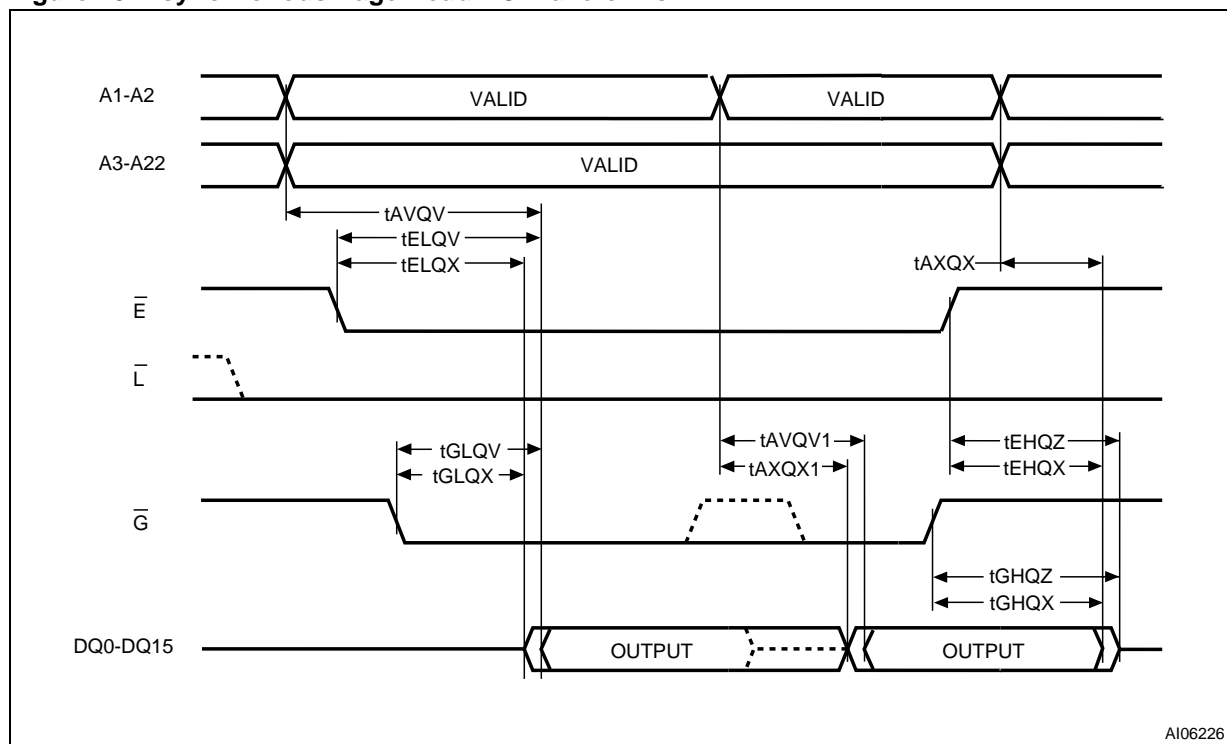 A1-A2
VALID
VALID
A3-A22
VALID
tAVQV
tELQV
tELQX
tAXQX
E
L
tGLQV
tGLQX
tAVQV1
tAXQX1
tEHQZ
tEHQX
G
tGHQZ
tGHQX
DQ0-DQ15
OUTPUT
OUTPUT
AI06226